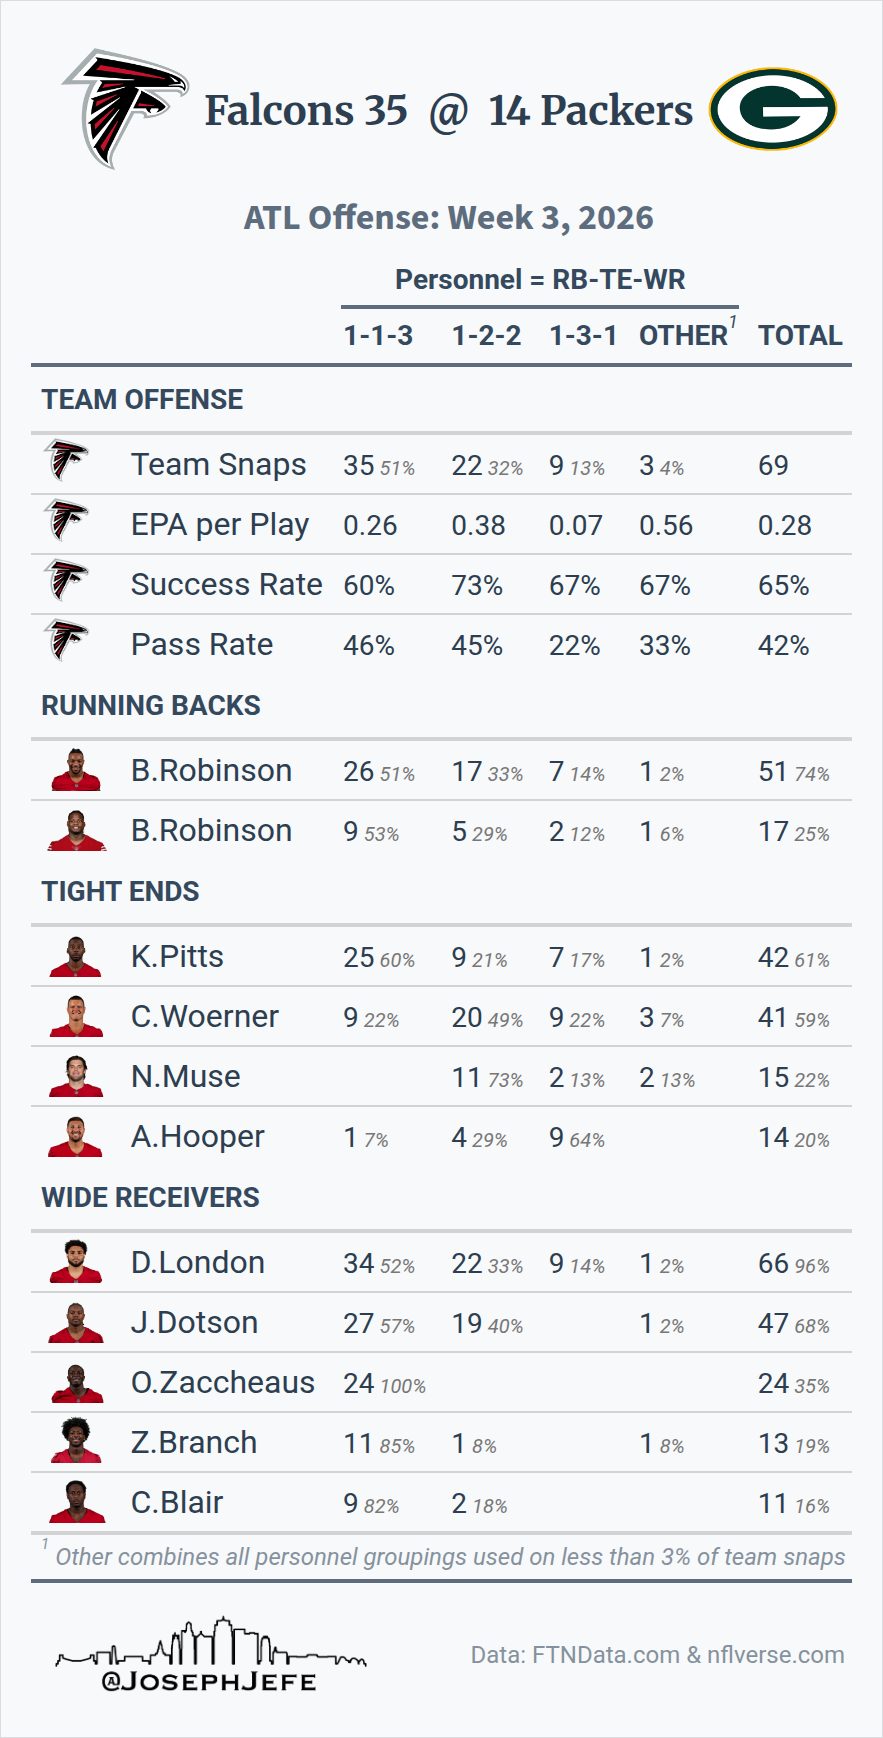 Falcons 35 @ 14 Packers
ATL Offense: Week 3, 2026
Personnel = RB-TE-WR
1-1-3 1-2-2 1-3-1 OTHER1 TOTAL
TEAM OFFENSE
Team Snaps 35 51% 22 32% 9 13% 3 4% 69
EPA per Play 0.26 0.38 0.07 0.56 0.28
Success Rate 60% 73% 67% 67% 65%
Pass Rate 46% 45% 22% 33% 42%
RUNNING BACKS
B.Robinson 26 51% 17 33% 7 14% 1 2% 51 74%
B.Robinson 9 53% 5 29% 2 12% 1 6% 17 25%
TIGHT ENDS
K.Pitts 25 60% 9 21% 7 17% 1 2% 42 61%
C.Woerner 9 22% 20 49% 9 22% 3 7% 41 59%
N.Muse 11 73% 2 13% 2 13% 15 22%
A.Hooper 1 7% 4 29% 9 64% 14 20%
WIDE RECEIVERS
D.London 34 52% 22 33% 9 14% 1 2% 66 96%
J.Dotson 27 57% 19 40% 1 2% 47 68%
O.Zaccheaus 24 100% 24 35%
Z.Branch 11 85% 1 8% 1 8% 13 19%
C.Blair 9 82% 2 18% 11 16%
1 Other combines all personnel groupings used on less than 3% of team snaps
@JOSEPHJEFE
Data: FTNData.com & nflverse.com